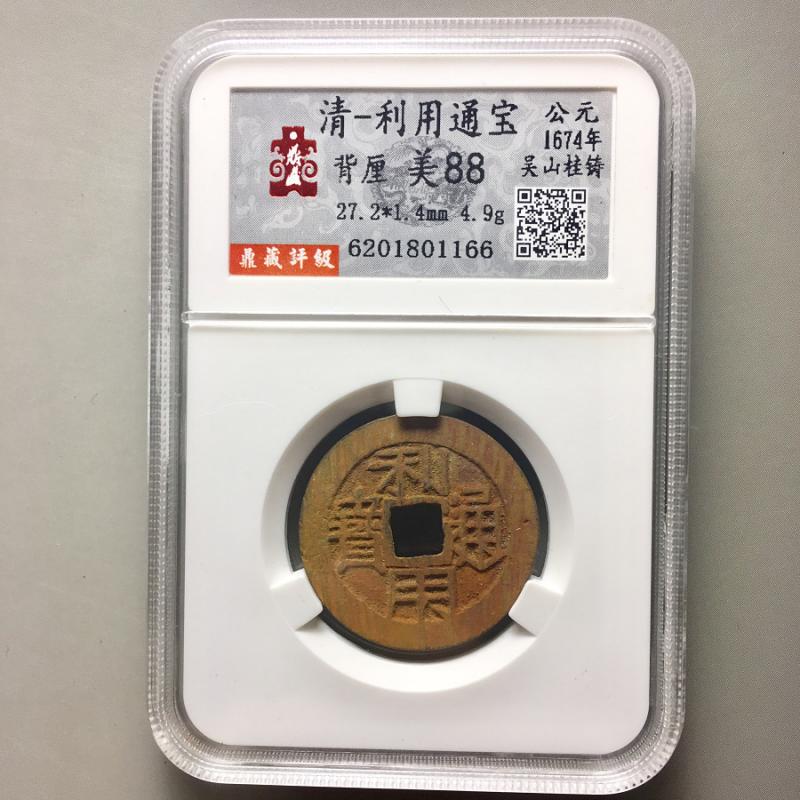 清-利用通宝
公元
1674年
吴山桂铸
背厘 美88
27.2*1.4mm 4.9g
鼎藏評級
6201801166
利
寶 通
用